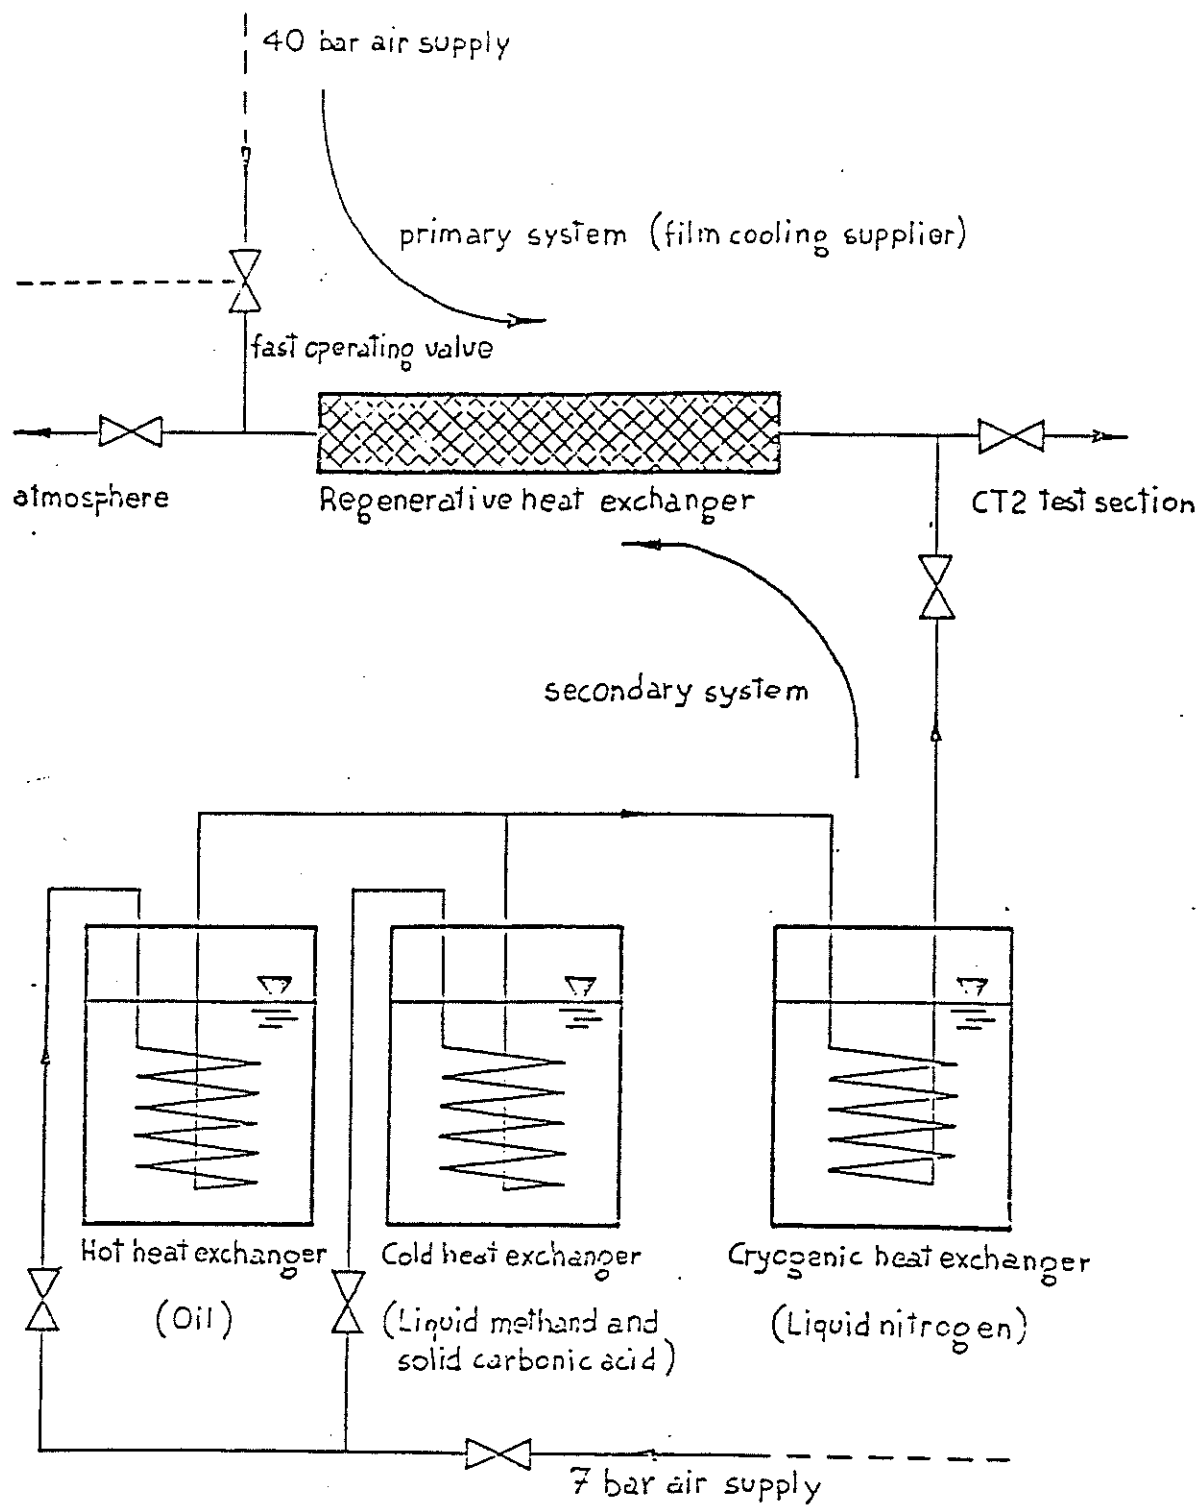 40 bar air supply
primary system (film cooling supplier)
fast operating valve
atmosphere
Regenerative heat exchanger
CT2 test section
secondary system
Hot heat exchanger
(Oil)
Cold heat exchanger
(Liquid methand and
solid carbonic acid)
Cryogenic heat exchanger
(Liquid nitrogen)
7 bar air supply